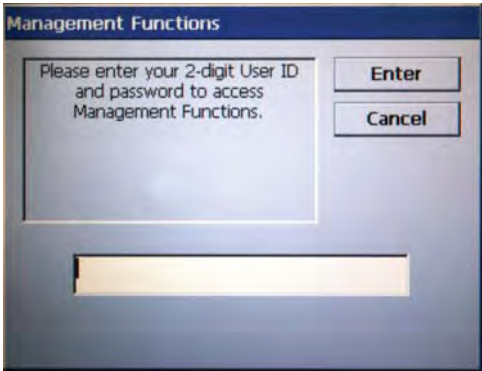 Management Functions
Please enter your 2-digit User ID
and password to access
Management Functions.
Enter
Cancel